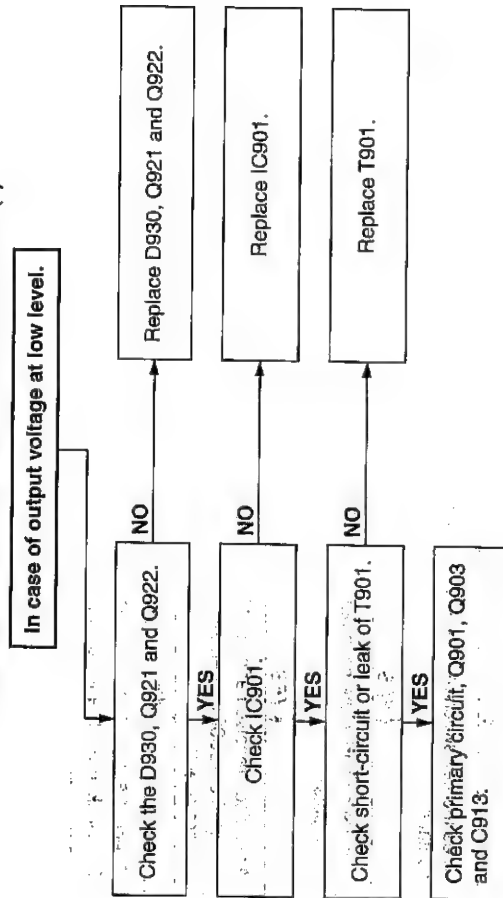 In case of output voltage at low level.
Check the D930, Q921 and Q922.
NO
Replace D930, Q921 and Q922.
YES
Check IC901.
NO
Replace IC901.
YES
Check short-circuit or leak of T901.
NO
Replace T901.
YES
Check primary circuit, Q901, Q903
and C913.